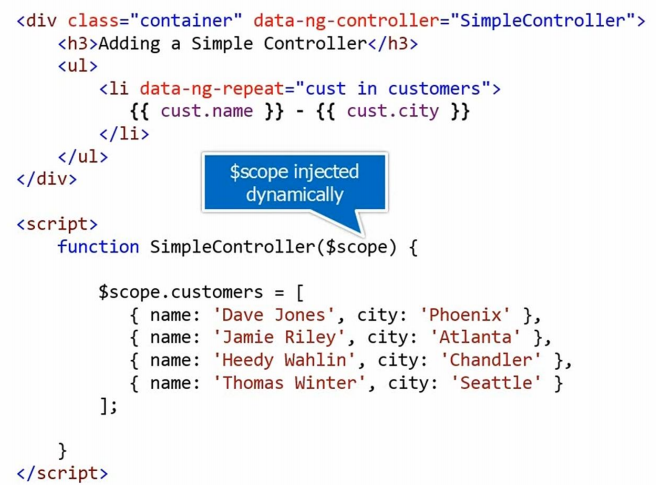 <div class="container" data-ng-controller="SimpleController">
<h3>Adding a Simple Controller</h3>
<ul>
<li data-ng-repeat="cust in customers">
{{ cust.name }} - {{ cust.city }}
</li>
</ul>
</div>
$scope injected
dynamically
<script>
function SimpleController($scope) {
$scope.customers = [
{ name: 'Dave Jones', city: 'Phoenix' },
{ name: 'Jamie Riley', city: 'Atlanta' },
{ name: 'Heedy Wahlin', city: 'Chandler' },
{ name: 'Thomas Winter', city: 'Seattle' }
];
}
</script>